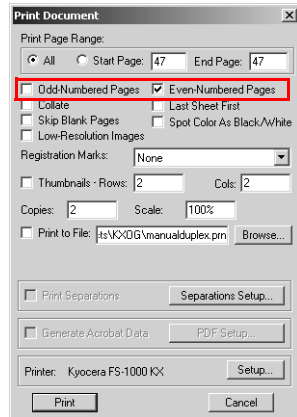 Print Document
Print Page Range:
All Start Page: 47 End Page: 47
Odd-Numbered Pages Even-Numbered Pages
Collate Last Sheet First
Skip Blank Pages Spot Color As Black/White
Low-Resolution Images
Registration Marks: None
Thumbnails - Rows: 2 Cols: 2
Copies: 2 Scale: 100%
Print to File: :ts\KXOG\manualduplex.prn Browse...
Print Separations Separations Setup...
Generate Acrobat Data PDF Setup...
Printer: Kyocera FS-1000 KX Setup...
Print Cancel